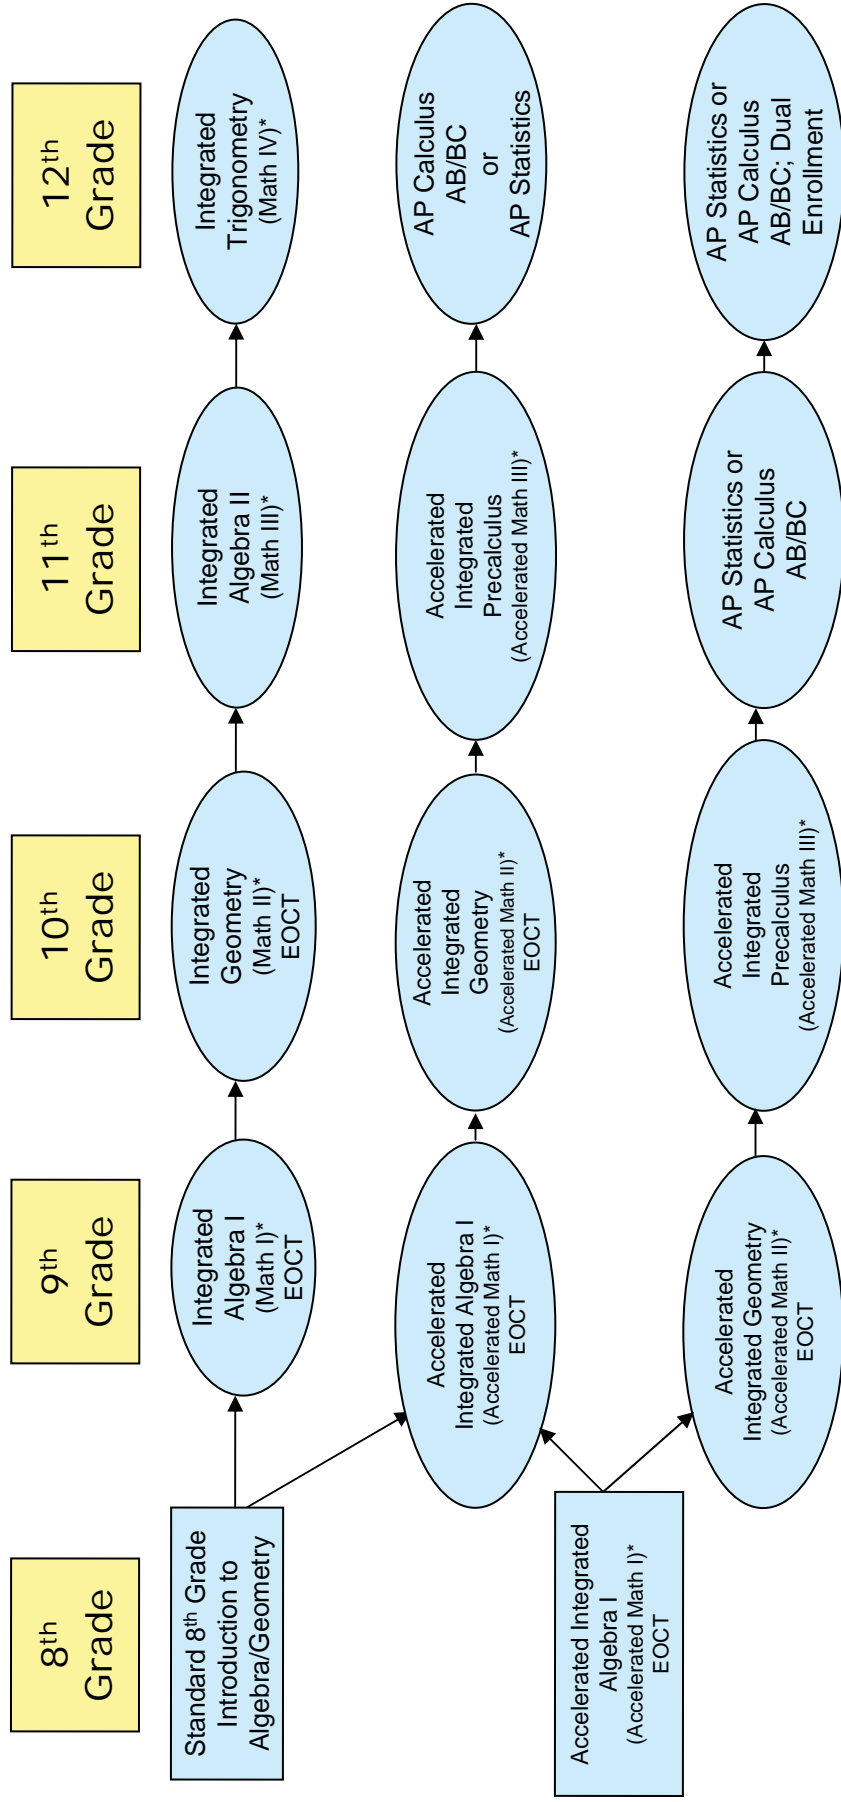 8th
Grade
9th
Grade
10th
Grade
11th
Grade
12th
Grade
Standard 8th Grade
Introduction to
Algebra/Geometry
Integrated
Algebra I
(Math I)*
EOCT
Integrated
Geometry
(Math II)*
EOCT
Integrated
Algebra II
(Math III)*
Integrated
Trigonometry
(Math IV)*
Accelerated
Integrated Algebra I
(Accelerated Math I)*
EOCT
Accelerated
Integrated
Geometry
(Accelerated Math II)*
EOCT
Accelerated
Integrated
Precalculus
(Accelerated Math III)*
AP Calculus
AB/BC
or
AP Statistics
Accelerated Integrated
Algebra I
(Accelerated Math I)*
EOCT
Accelerated
Integrated Geometry
(Accelerated Math II)*
EOCT
Accelerated
Integrated
Precalculus
(Accelerated Math III)*
AP Statistics or
AP Calculus
AB/BC
AP Statistics or
AP Calculus
AB/BC; Dual
Enrollment